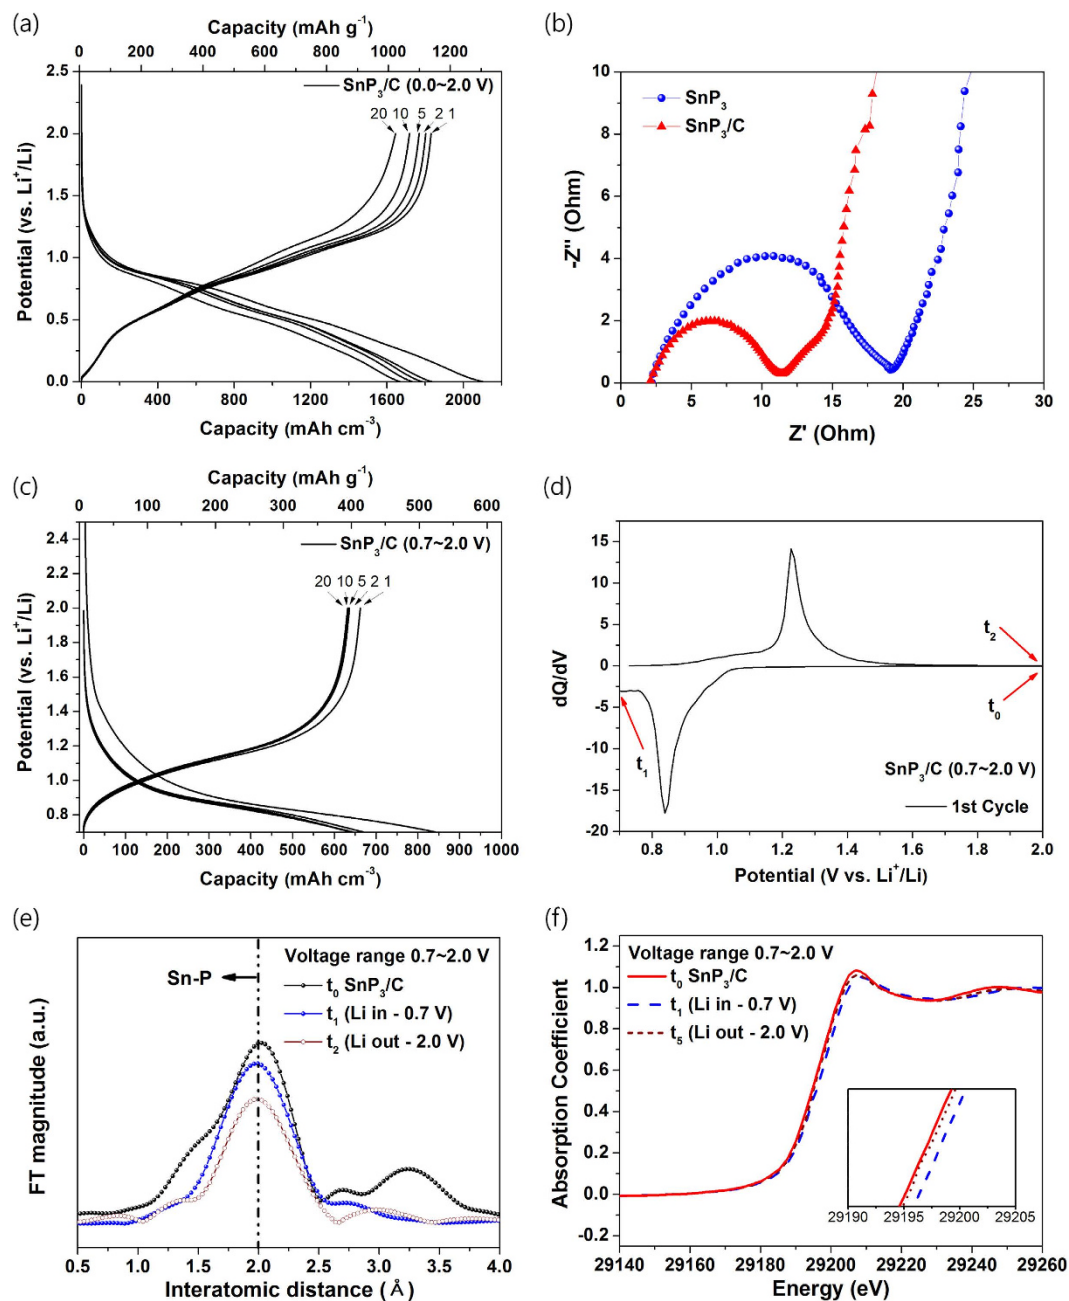 (a)
Capacity (mAh g⁻¹)
0 200 400 600 800 1000 1200
SnP₃/C (0.0~2.0 V)
20 10 5 2 1
Potential (vs. Li⁺/Li)
2.5
2.0
1.5
1.0
0.5
0.0
0 400 800 1200 1600 2000
Capacity (mAh cm⁻³)
(b)
SnP₃
SnP₃/C
-Z'' (Ohm)
10
8
6
4
2
0
0 5 10 15 20 25 30
Z' (Ohm)
(c)
Capacity (mAh g⁻¹)
0 100 200 300 400 500 600
SnP₃/C (0.7~2.0 V)
20 10 5 2 1
Potential (vs. Li⁺/Li)
2.4
2.2
2.0
1.8
1.6
1.4
1.2
1.0
0.8
0 100 200 300 400 500 600 700 800 900 1000
Capacity (mAh cm⁻³)
(d)
dQ/dV
15
10
5
0
-5
-10
-15
-20
t₂
t₀
t₁
SnP₃/C (0.7~2.0 V)
1st Cycle
0.8 1.0 1.2 1.4 1.6 1.8 2.0
Potential (V vs. Li⁺/Li)
(e)
Sn-P
Voltage range 0.7~2.0 V
t₀ SnP₃/C
t₁ (Li in - 0.7 V)
t₂ (Li out - 2.0 V)
FT magnitude (a.u.)
0.5 1.0 1.5 2.0 2.5 3.0 3.5 4.0
Interatomic distance (Å)
(f)
Voltage range 0.7~2.0 V
t₀ SnP₃/C
t₁ (Li in - 0.7 V)
t₅ (Li out - 2.0 V)
Absorption Coefficient
1.2
1.0
0.8
0.6
0.4
0.2
0.0
-0.2
29190 29195 29200 29205
29140 29160 29180 29200 29220 29240 29260
Energy (eV)